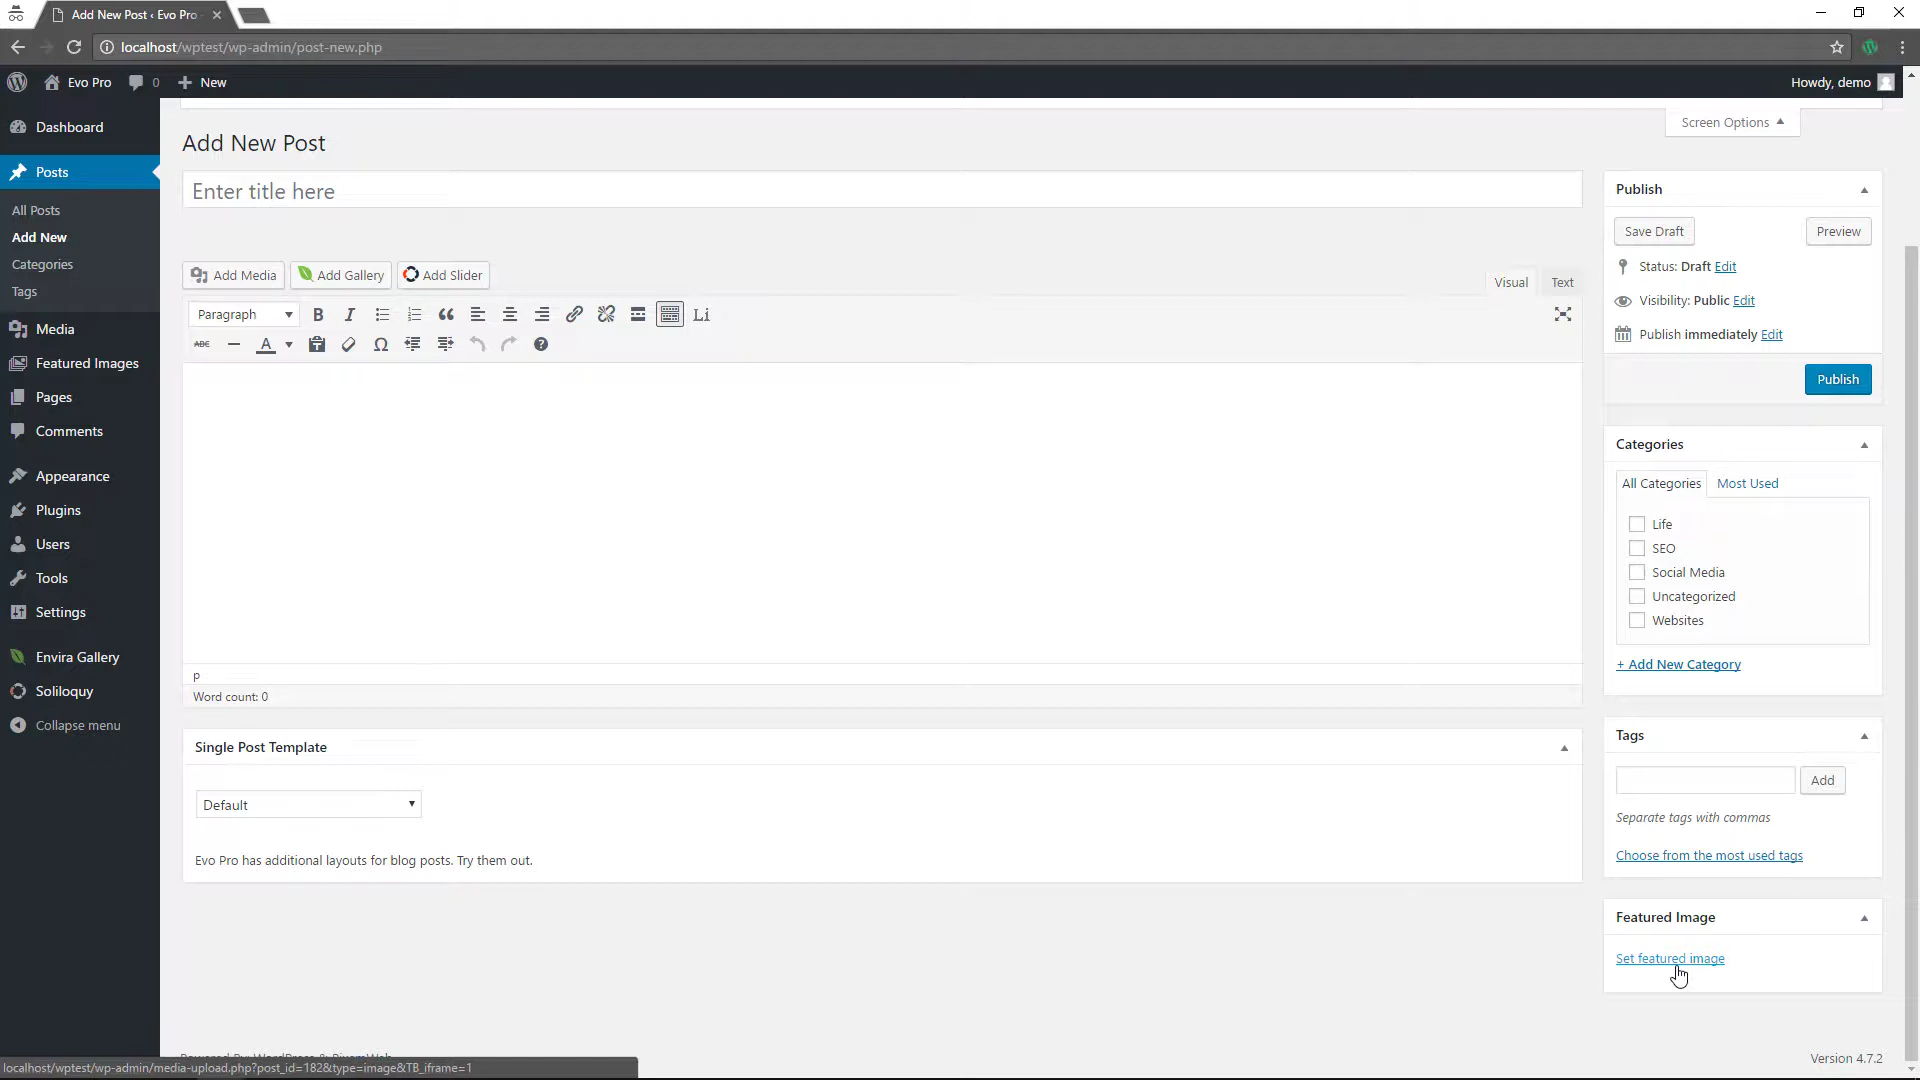 Add New Post ‹ Evo Pro
localhost/wptest/wp-admin/post-new.php
Evo Pro
0
New
Howdy, demo
Dashboard
Posts
All Posts
Add New
Categories
Tags
Media
Featured Images
Pages
Comments
Appearance
Plugins
Users
Tools
Settings
Envira Gallery
Soliloquy
Collapse menu
Screen Options
Add New Post
Enter title here
Add Media
Add Gallery
Add Slider
Visual
Text
Paragraph
B I Li
ABC A Ω
p
Word count: 0
Single Post Template
Default
Evo Pro has additional layouts for blog posts. Try them out.
Publish
Save Draft
Preview
Status: Draft Edit
Visibility: Public Edit
Publish immediately Edit
Publish
Categories
All Categories
Most Used
Life
SEO
Social Media
Uncategorized
Websites
+ Add New Category
Tags
Add
Separate tags with commas
Choose from the most used tags
Featured Image
Set featured image
Version 4.7.2
localhost/wptest/wp-admin/media-upload.php?post_id=182&type=image&TB_iframe=1